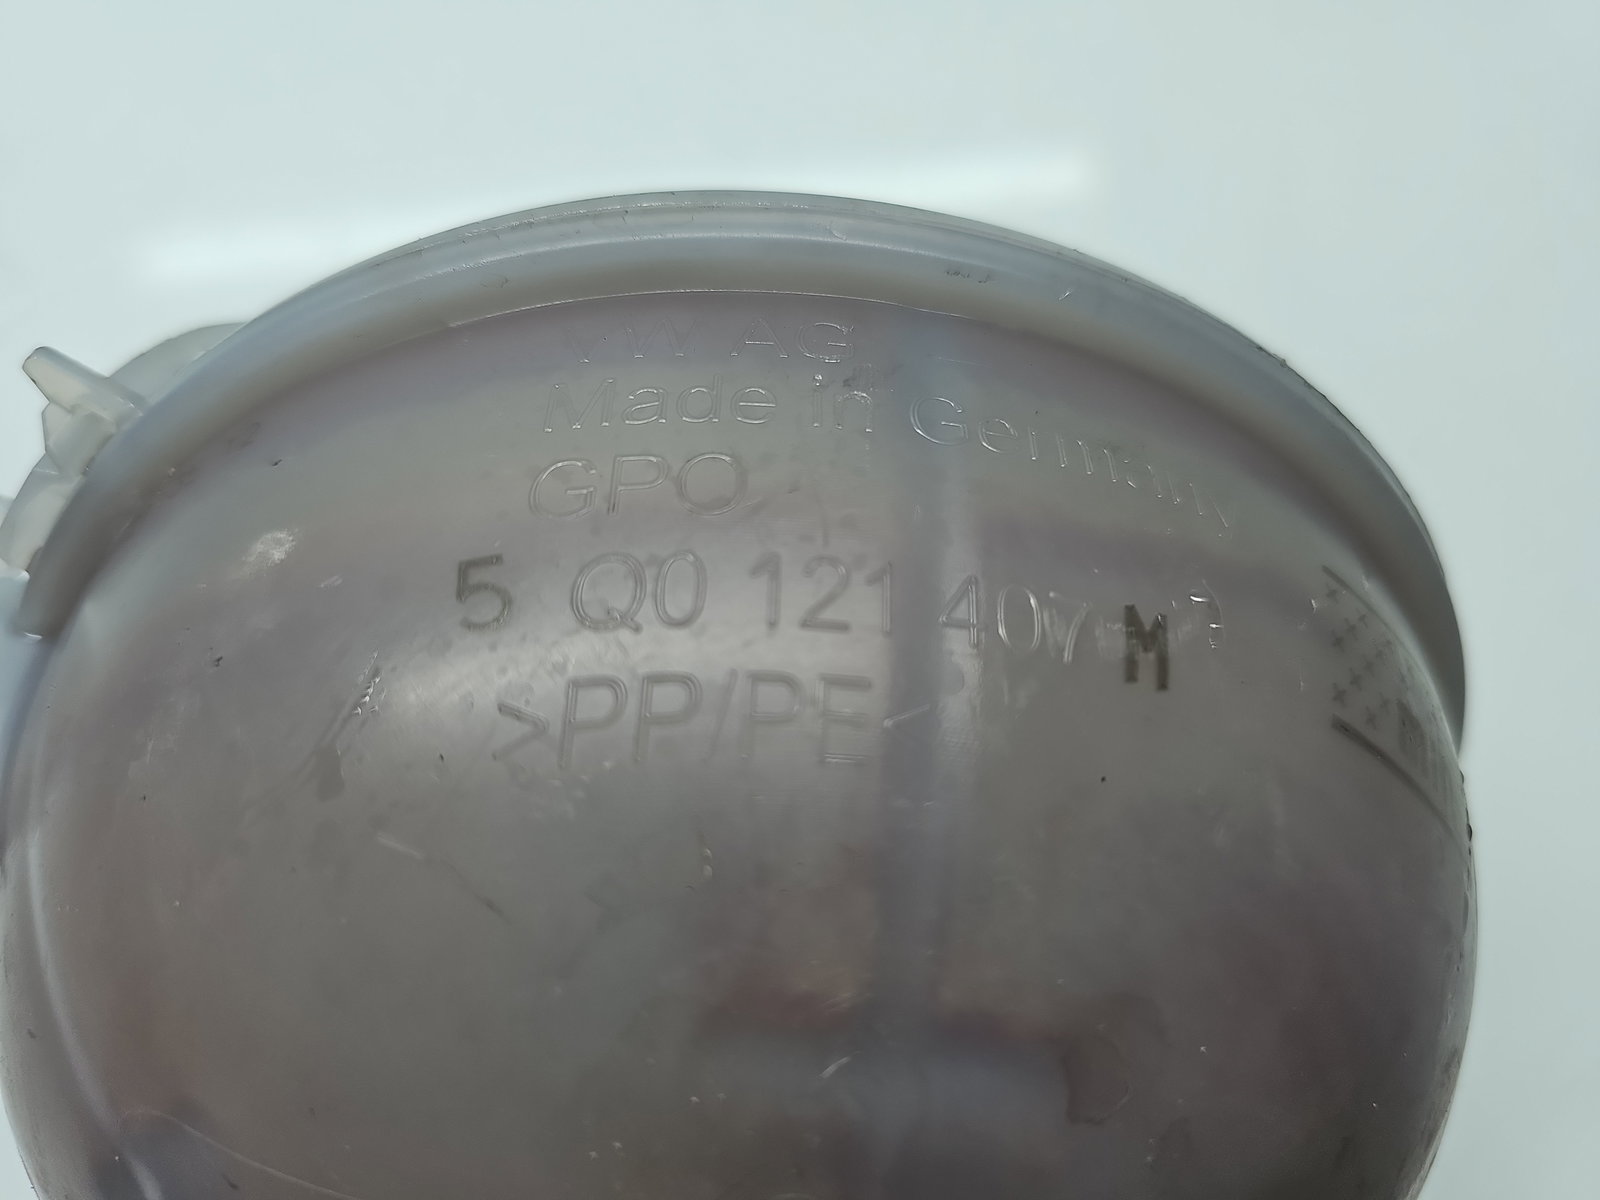 VW AG
Made in Germany
GPO
5 Q0 121 407 M
>PP/PE<